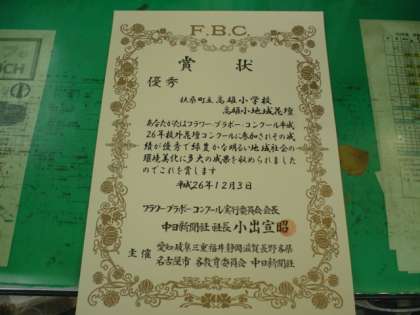 F.B.C.
賞 状
優秀
扶桑町立高雄小学校
高雄小地域花壇
あなたがたはフラワー・ブラボー・コンクール平成
26年校外花壇コンクールに参加されその成
績が優秀で緑豊かな明るい地域社会の
環境美化に多大の成果を収められました
のでこれを賞します
平成26年12月3日
フラワー・ブラボー・コンクール実行委員会会長
中日新聞社 社長 小出宣昭
主催
愛知 岐阜 三重 福井 静岡 滋賀 長野各県
名古屋市 各教育委員会 中日新聞社